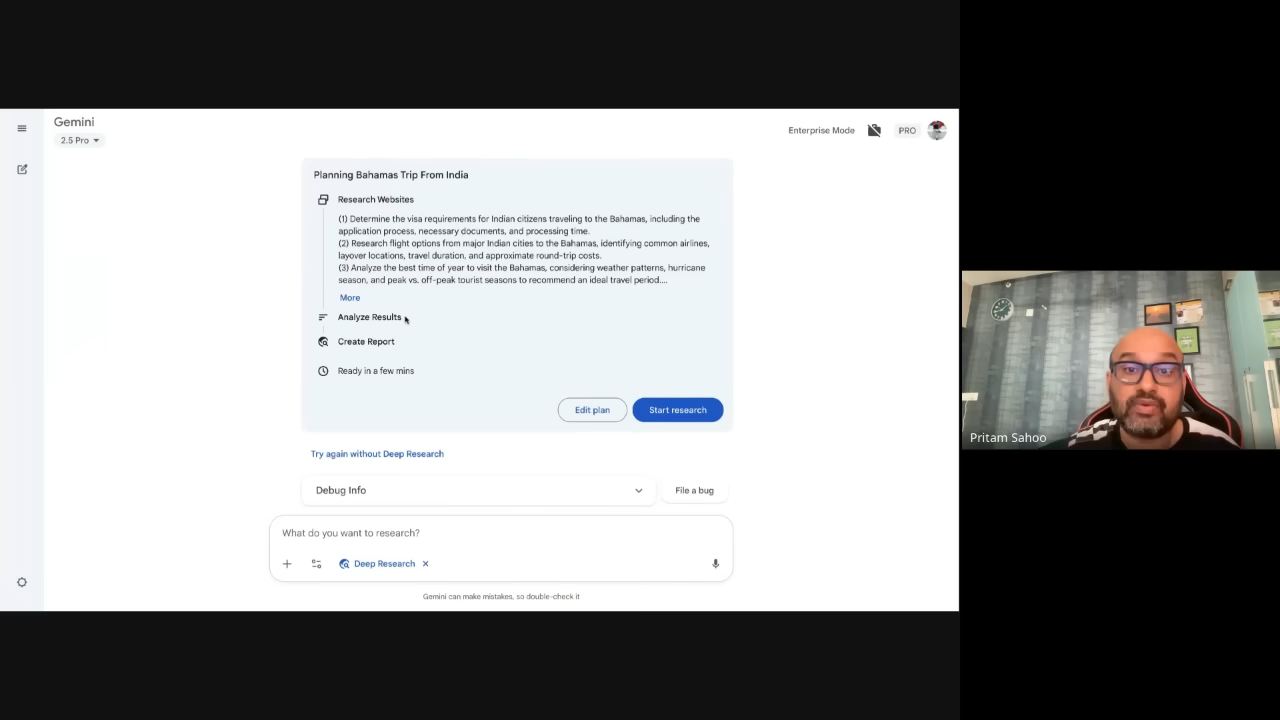 Gemini
2.5 Pro
Enterprise Mode
PRO
Planning Bahamas Trip From India
Research Websites
(1) Determine the visa requirements for Indian citizens traveling to the Bahamas, including the
application process, necessary documents, and processing time.
(2) Research flight options from major Indian cities to the Bahamas, identifying common airlines,
layover locations, travel duration, and approximate round-trip costs.
(3) Analyze the best time of year to visit the Bahamas, considering weather patterns, hurricane
season, and peak vs. off-peak tourist seasons to recommend an ideal travel period....
More
Analyze Results
Create Report
Ready in a few mins
Edit plan
Start research
Try again without Deep Research
Debug Info
File a bug
What do you want to research?
Deep Research
Gemini can make mistakes, so double-check it
Pritam Sahoo